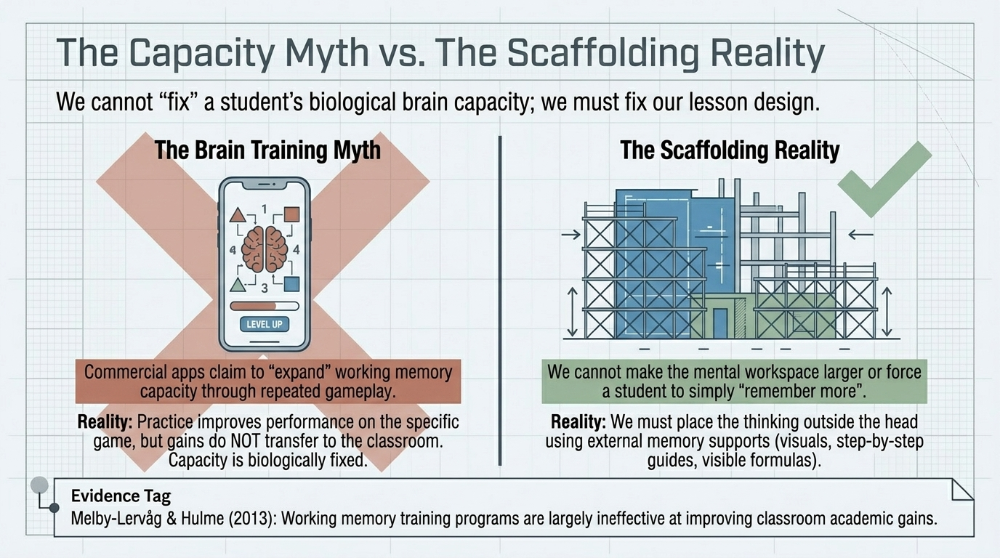 The Capacity Myth vs. The Scaffolding Reality
We cannot “fix” a student’s biological brain capacity; we must fix our lesson design.
The Brain Training Myth
1
4
4
3
LEVEL UP
Commercial apps claim to “expand” working memory
capacity through repeated gameplay.
Reality: Practice improves performance on the specific
game, but gains do NOT transfer to the classroom.
Capacity is biologically fixed.
The Scaffolding Reality
We cannot make the mental workspace larger or force
a student to simply “remember more”.
Reality: We must place the thinking outside the head
using external memory supports (visuals, step-by-step
guides, visible formulas).
Evidence Tag
Melby-Lervåg & Hulme (2013): Working memory training programs are largely ineffective at improving classroom academic gains.